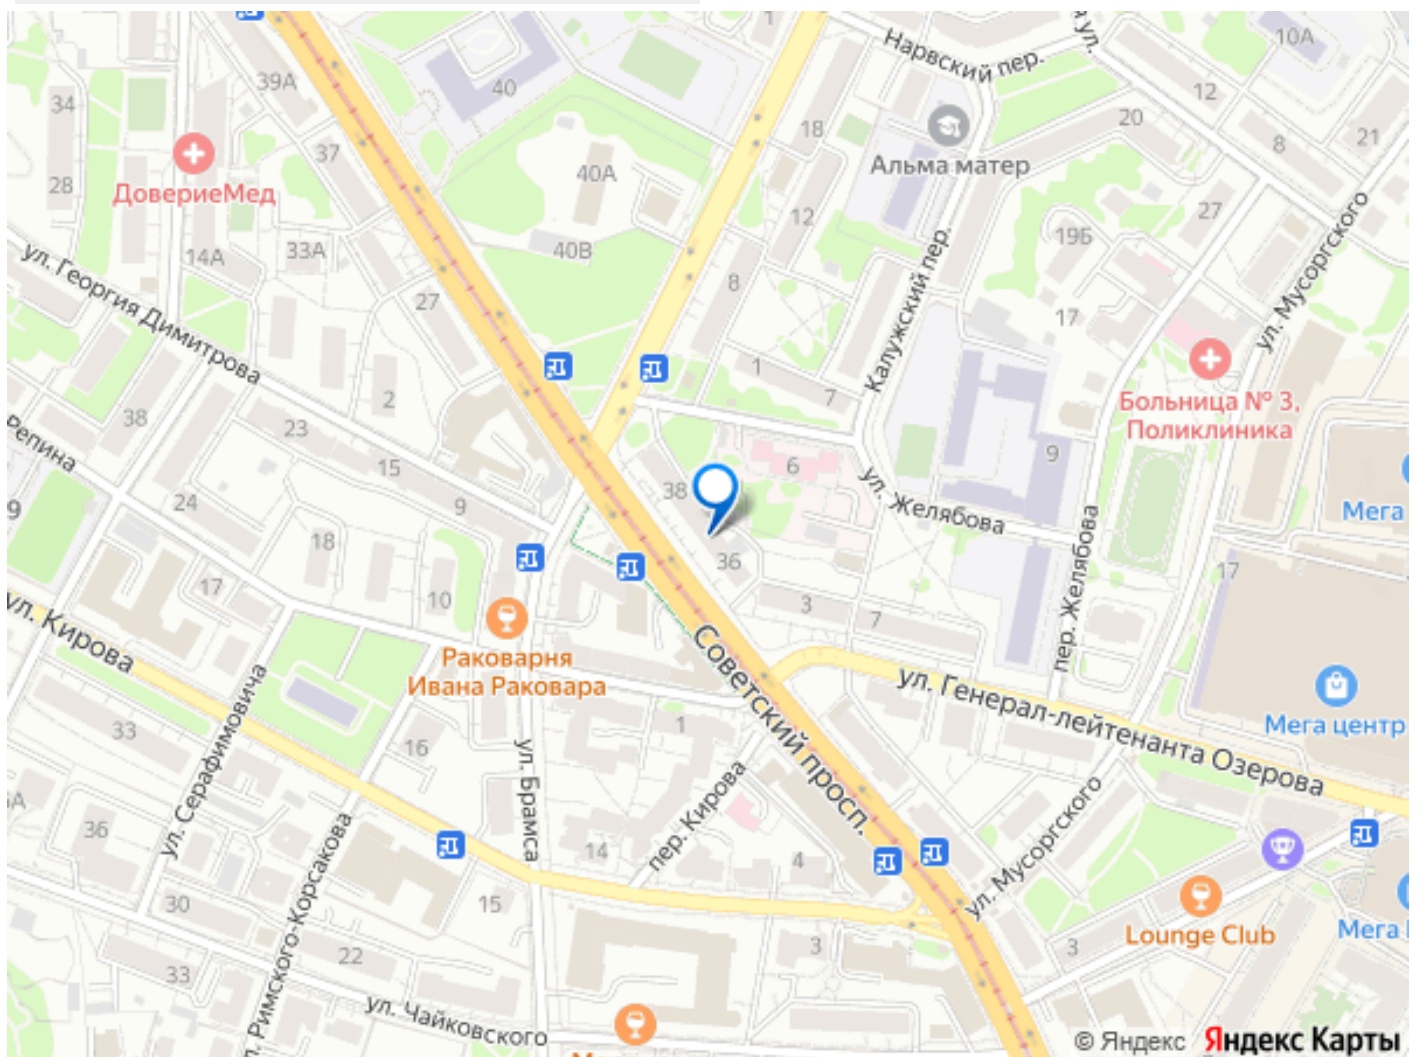 1
10А
Нарвский пер.
39А
40
12
34
18
20
8
21
37
Альма матер
40А
ДовериеМед
28
12
27
19Б
14А
33А
40В
ул. Георгия Димитрова
8
Калужский пер.
ул. Мусоргского
27
17
1
7
2
38
Больница № 3,
Поликлиника
Репина
23
15
6
9
38
9
24
9
ул. Желябова
Мега
18
36
17
17
10
3
7
пер. Желябова
ул. Кирова
Раковарня
Ивана Раковара
Советский просп.
ул. Генерал-лейтенанта Озерова
Мега центр
33
16
1
ул. Серафимовича
ул. Брамса
пер. Кирова
ул. Мусоргского
36
14
4
30
15
Lounge Club
Мега
3
3
22
33
ул. Римского-Корсакова
ул. Чайковского
© Яндекс Яндекс Карты